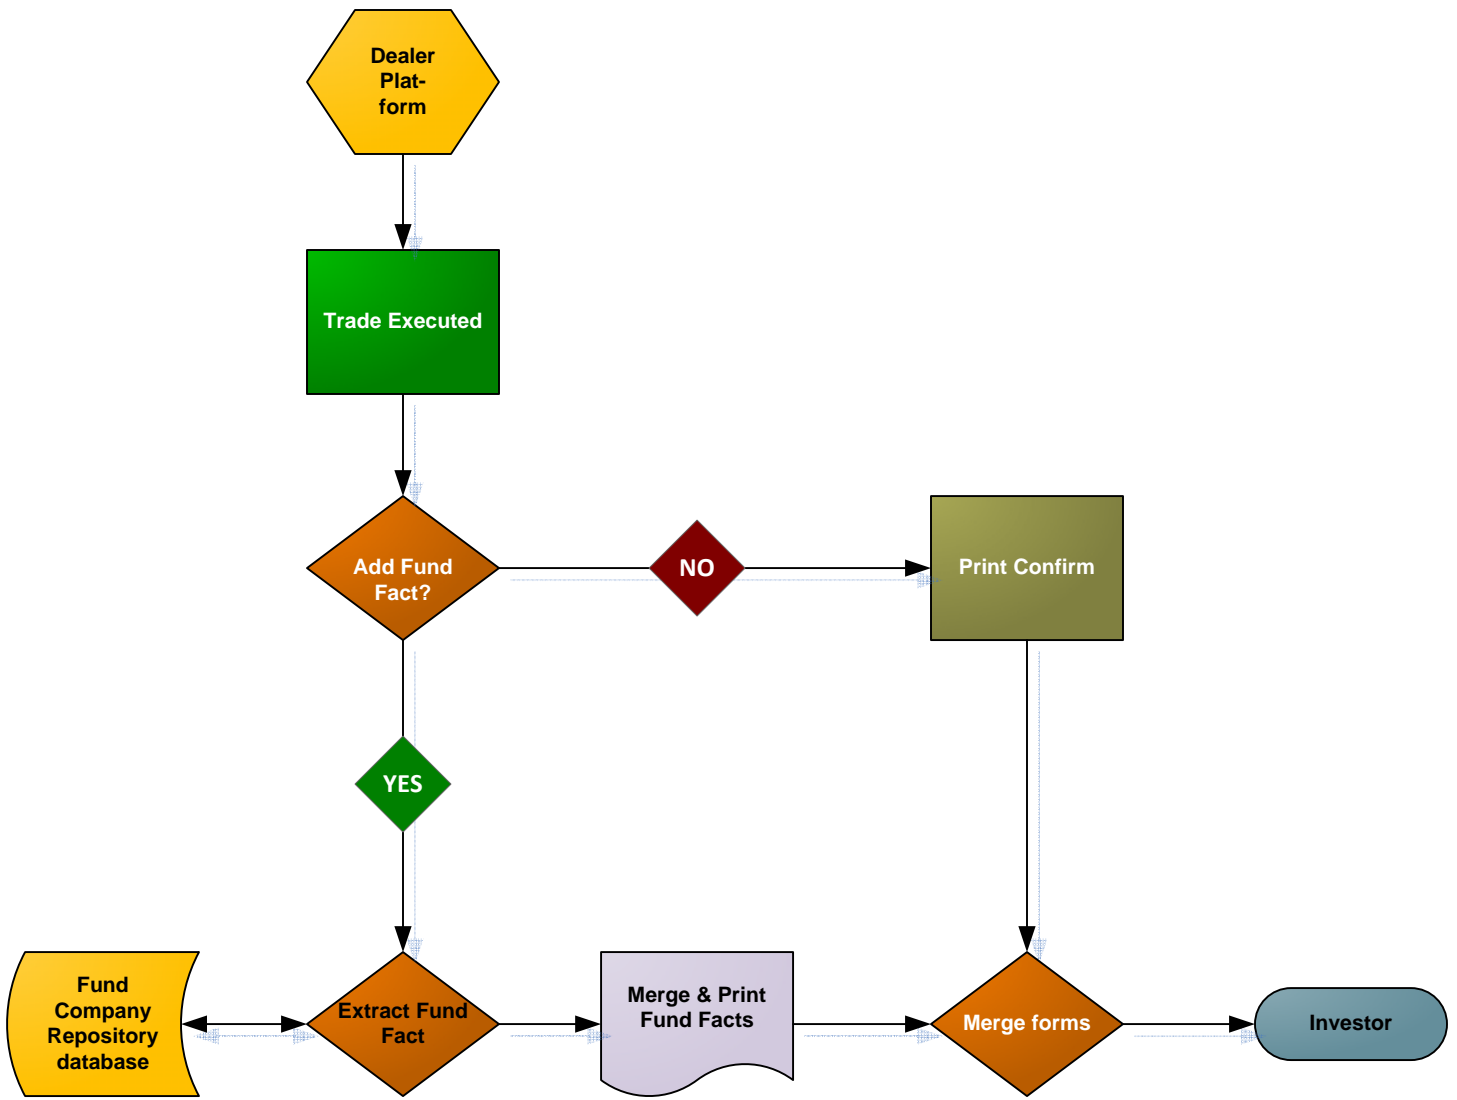 Dealer
Plat-
form
Trade Executed
Add Fund
Fact?
NO
Print Confirm
YES
Fund
Company
Repository
database
Extract Fund
Fact
Merge & Print
Fund Facts
Merge forms
Investor